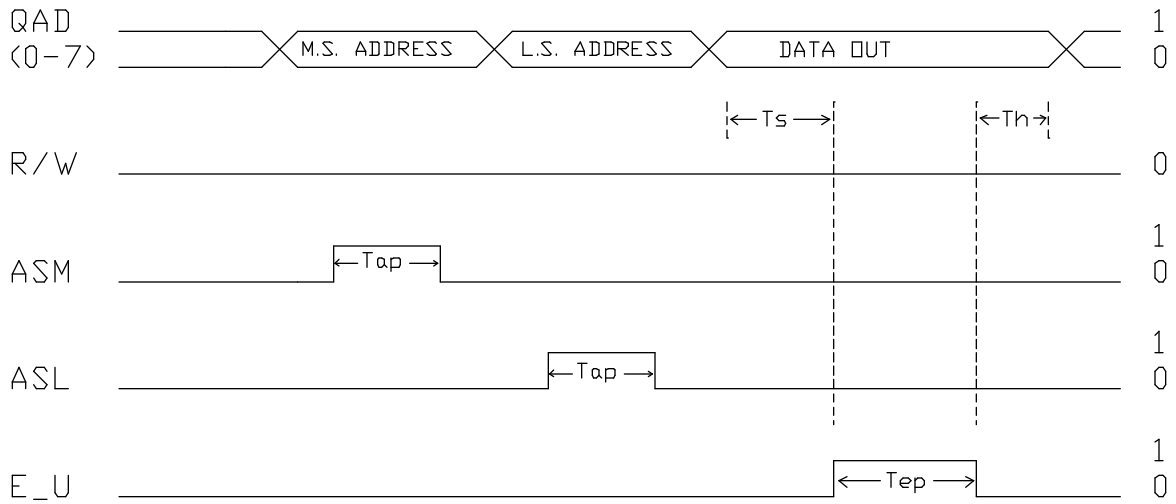 QAD
(0-7)
M.S. ADDRESS
L.S. ADDRESS
DATA OUT
1
0
Ts
Th
R/W
0
Tap
ASM
1
0
Tap
ASL
1
0
Tep
E_U
1
0